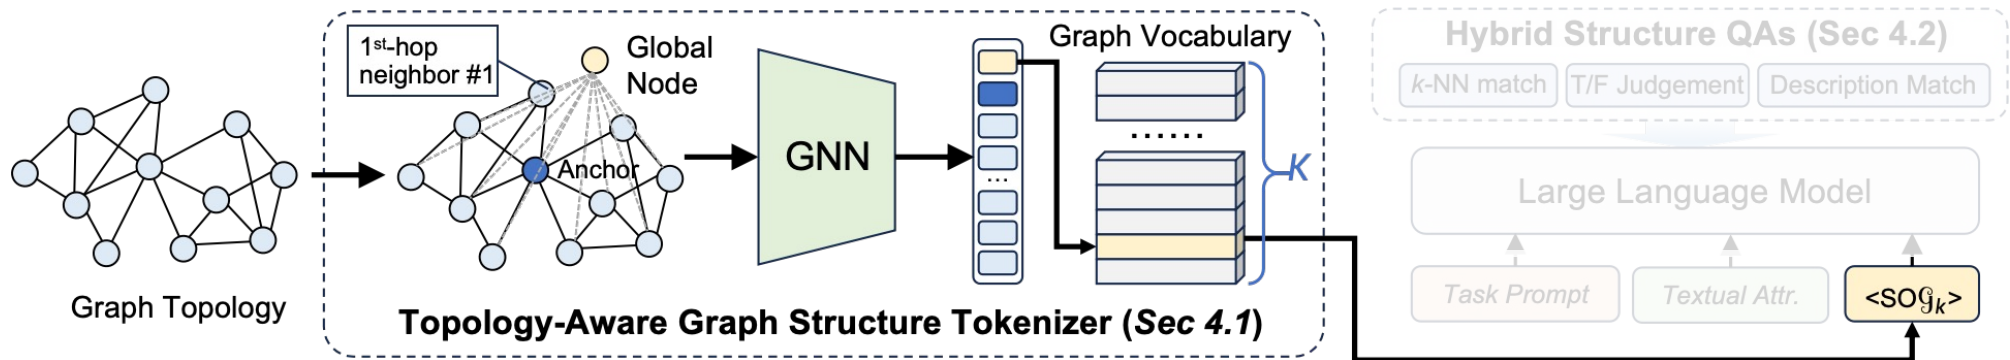 Graph Topology
1st-hop
neighbor #1
Global
Node
Anchor
GNN
...
Graph Vocabulary
......
K
Topology-Aware Graph Structure Tokenizer (Sec 4.1)
Hybrid Structure QAs (Sec 4.2)
k-NN match
T/F Judgement
Description Match
Large Language Model
Task Prompt
Textual Attr.
<SO𝒢k>